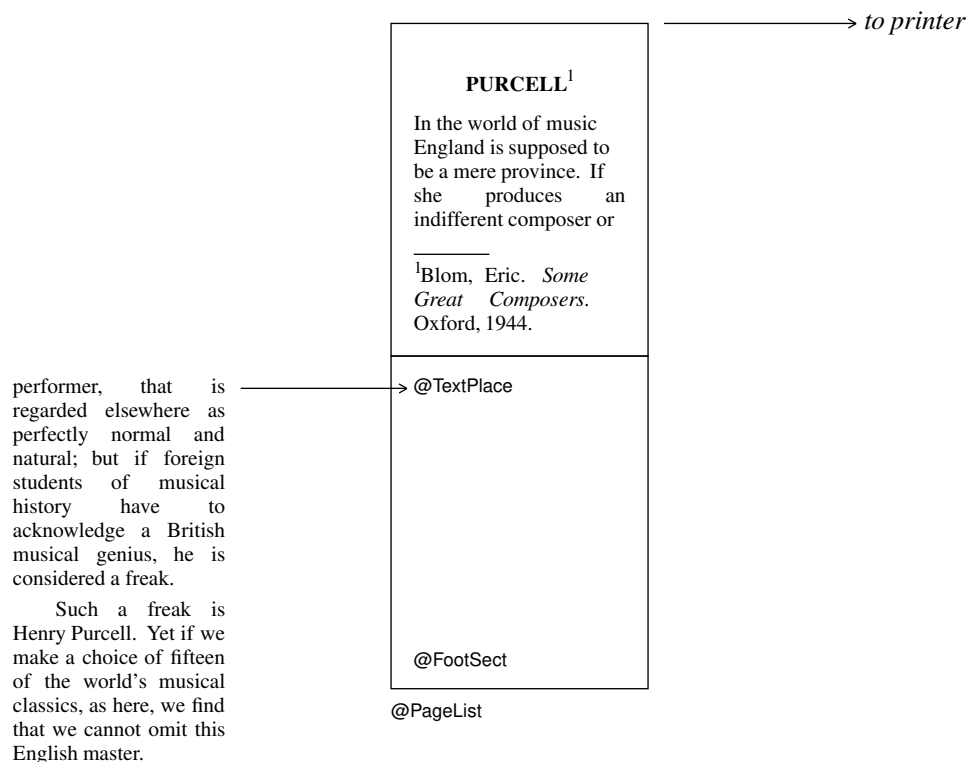 to printer
PURCELL1
In the world of music
England is supposed to
be a mere province. If
she produces an
indifferent composer or
1Blom, Eric. Some
Great Composers.
Oxford, 1944.
performer, that is
regarded elsewhere as
perfectly normal and
natural; but if foreign
students of musical
history have to
acknowledge a British
musical genius, he is
considered a freak.
Such a freak is
Henry Purcell. Yet if we
make a choice of fifteen
of the world's musical
classics, as here, we find
that we cannot omit this
English master.
@TextPlace
@FootSect
@PageList